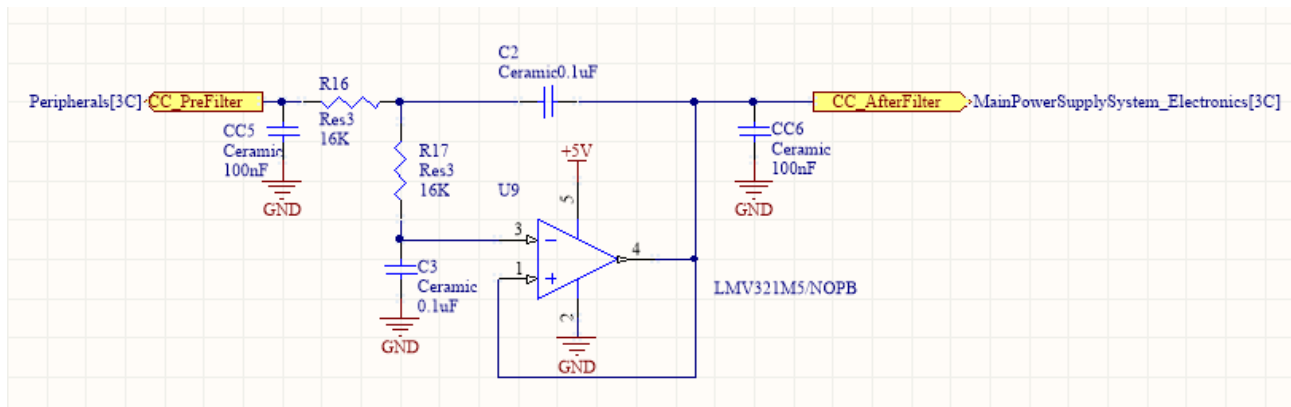 C2
Ceramic0.1uF
R16
Peripherals[3C]
CC_PreFilter
CC_AfterFilter
MainPowerSupplySystem_Electronics[3C]
Res3
16K
CC5
Ceramic
100nF
GND
R17
Res3
16K
CC6
Ceramic
100nF
GND
+5V
U9
5
3
-
1
+
4
2
LMV321M5/NOPB
C3
Ceramic
0.1uF
GND
GND